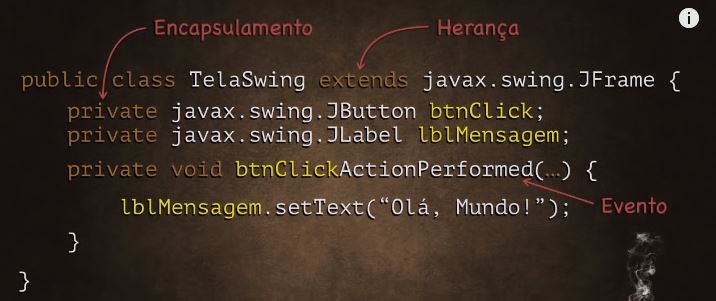 Encapsulamento Herança
public class TelaSwing extends javax.swing.JFrame {
private javax.swing.JButton btnClick;
private javax.swing.JLabel lblMensagem;
private void btnClickActionPerformed(...) {
lblMensagem.setText(“Olá, Mundo!”);
Evento
}
}